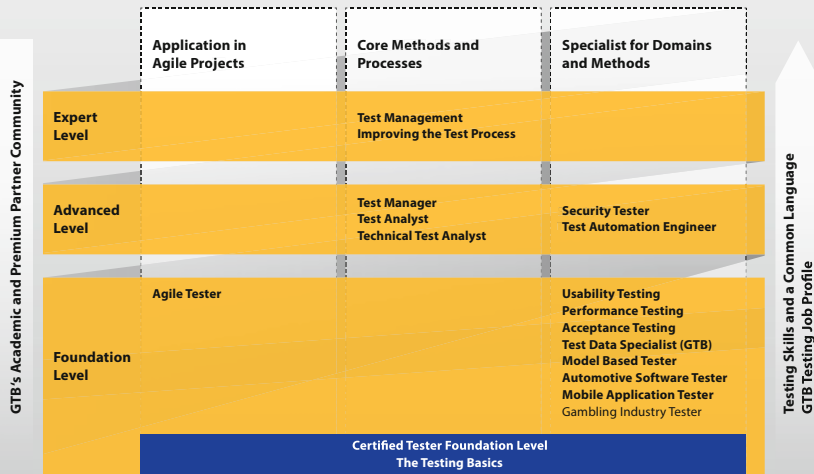 Application in
Agile Projects
Core Methods and
Processes
Specialist for Domains
and Methods
GTB's Academic and Premium Partner Community
Expert
Level
Test Management
Improving the Test Process
Advanced
Level
Test Manager
Test Analyst
Technical Test Analyst
Security Tester
Test Automation Engineer
Foundation
Level
Agile Tester
Usability Testing
Performance Testing
Acceptance Testing
Test Data Specialist (GTB)
Model Based Tester
Automotive Software Tester
Mobile Application Tester
Gambling Industry Tester
Certified Tester Foundation Level
The Testing Basics
Testing Skills and a Common Language
GTB Testing Job Profile